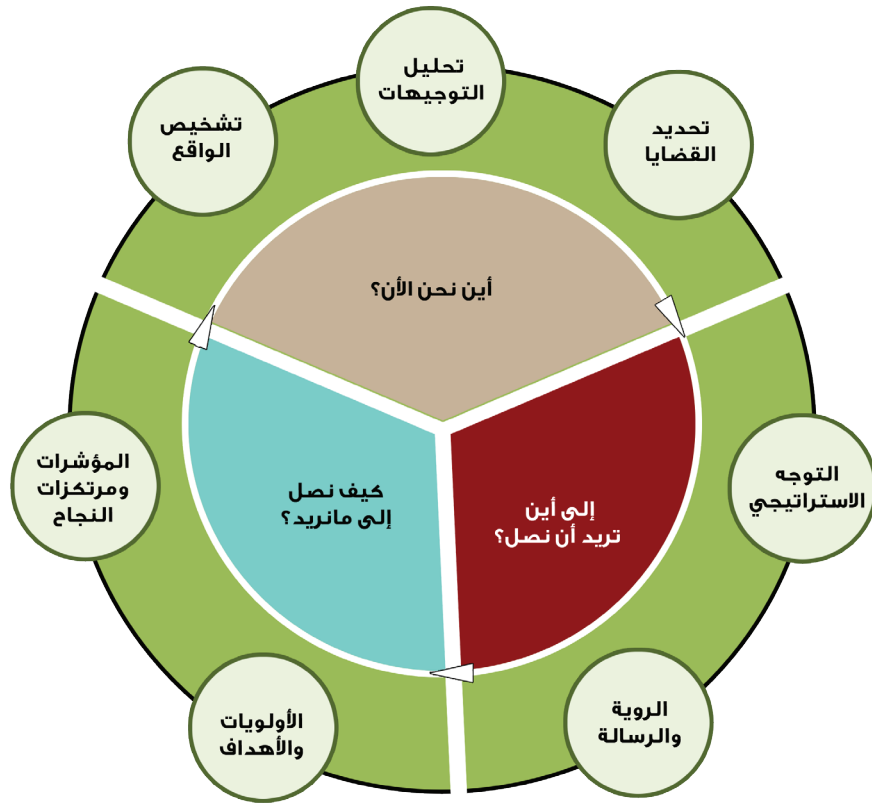 تحليل
التوجيهات
تحديد
القضايا
تشخيص
الواقع
أين نحن الأن؟
التوجه
الاستراتيجي
إلى أين
تريد أن نصل؟
كيف نصل
إلى مانريد؟
المؤشرات
ومرتكزات
النجاح
الروية
والرسالة
الأولويات
والأهداف